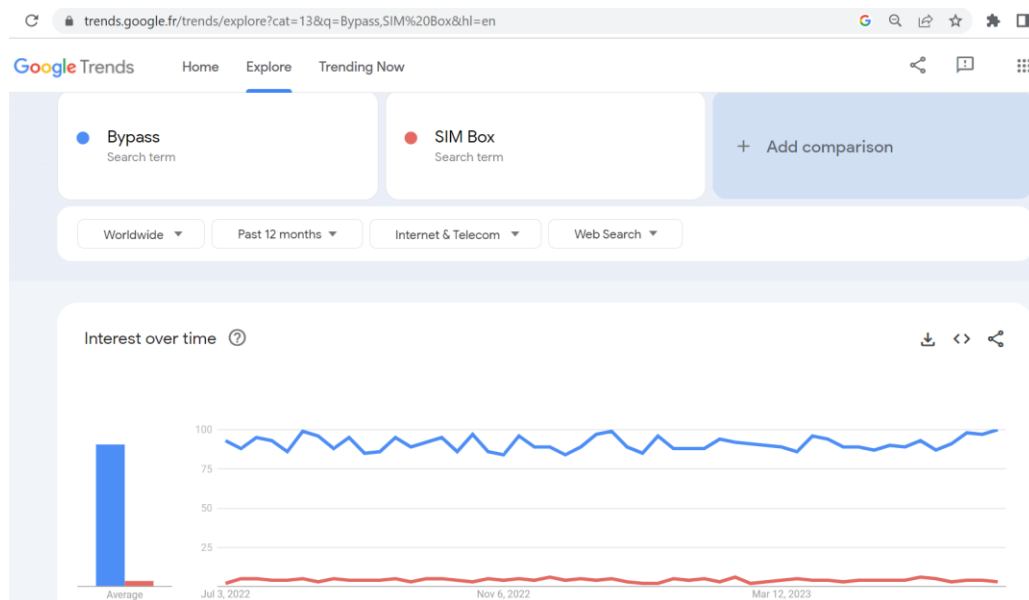 trends.google.fr/trends/explore?cat=13&q=Bypass,SIM%20Box&hl=en
Google Trends Home Explore Trending Now
Bypass
Search term
SIM Box
Search term
+ Add comparison
Worldwide Past 12 months Internet & Telecom Web Search
Interest over time
100
75
50
25
Average Jul 3, 2022 Nov 6, 2022 Mar 12, 2023